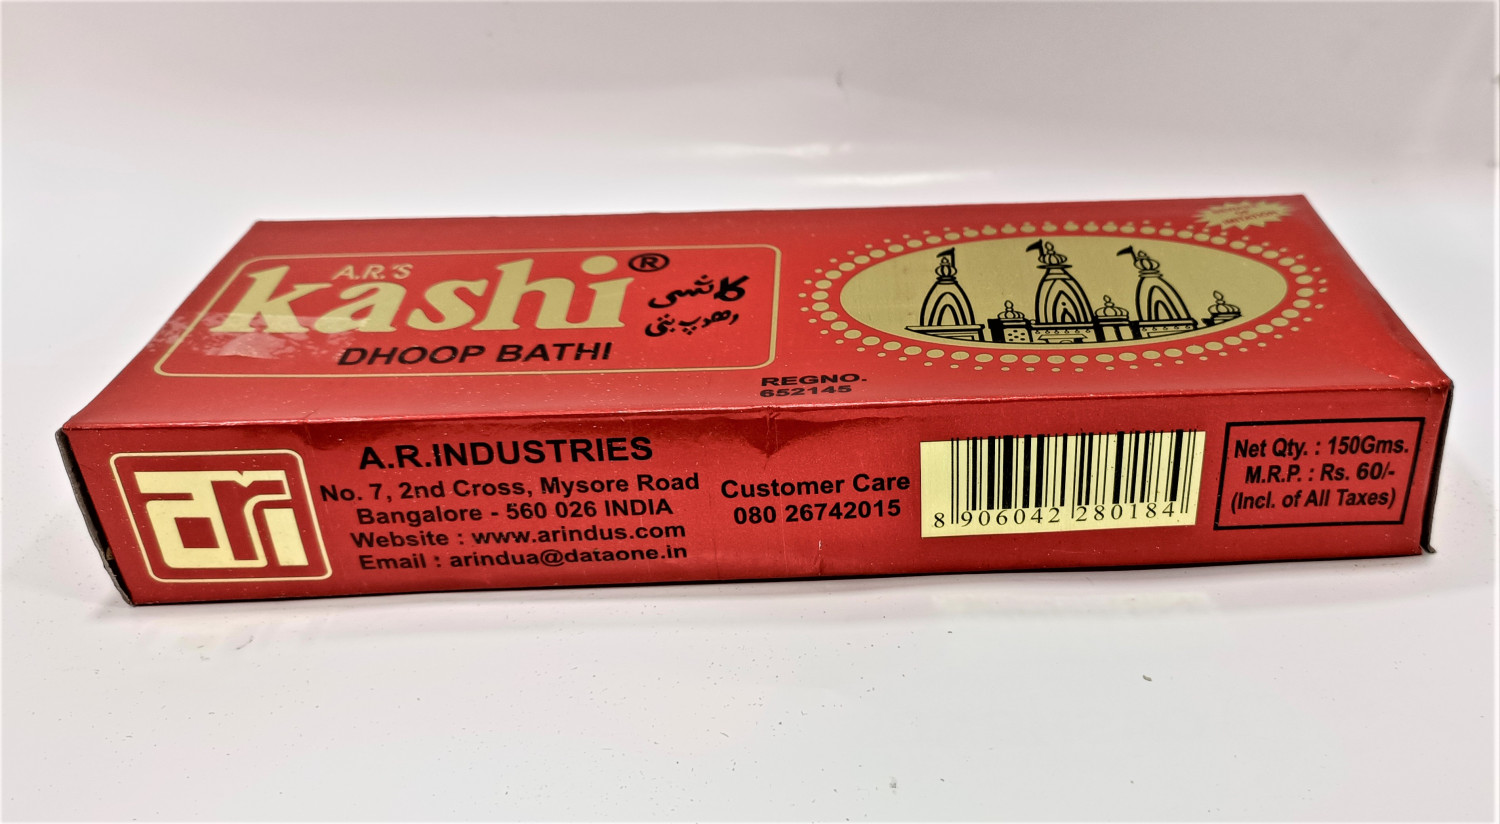 A.R.'S
kashi®
کاشی
دھوپ بتی
DHOOP BATHI
REGNO.
652145
ari
A.R.INDUSTRIES
No. 7, 2nd Cross, Mysore Road
Bangalore - 560 026 INDIA
Website : www.arindus.com
Email : arindua@dataone.in
Customer Care
080 26742015
8 906042 280184
Net Qty. : 150Gms.
M.R.P. : Rs. 60/-
(Incl. of All Taxes)